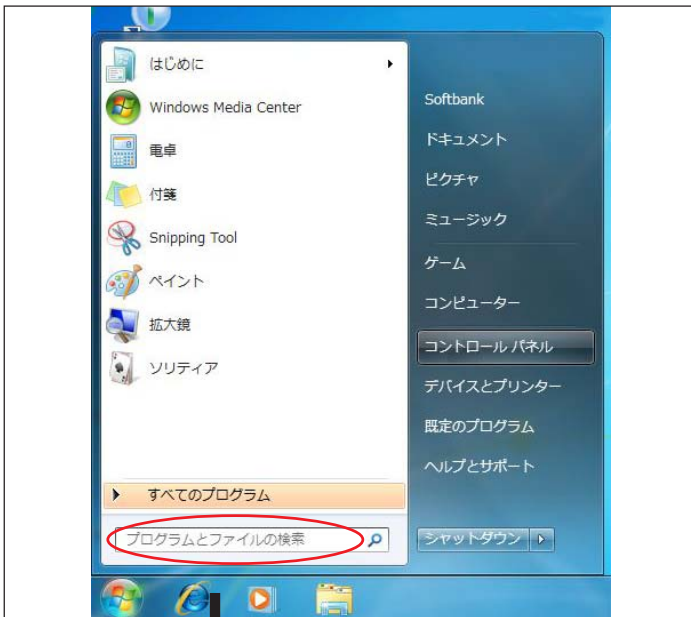 はじめに
Windows Media Center
電卓
付箋
Snipping Tool
ペイント
拡大鏡
ソリティア
すべてのプログラム
プログラムとファイルの検索
Softbank
ドキュメント
ピクチャ
ミュージック
ゲーム
コンピューター
コントロール パネル
デバイスとプリンター
既定のプログラム
ヘルプとサポート
シャットダウン